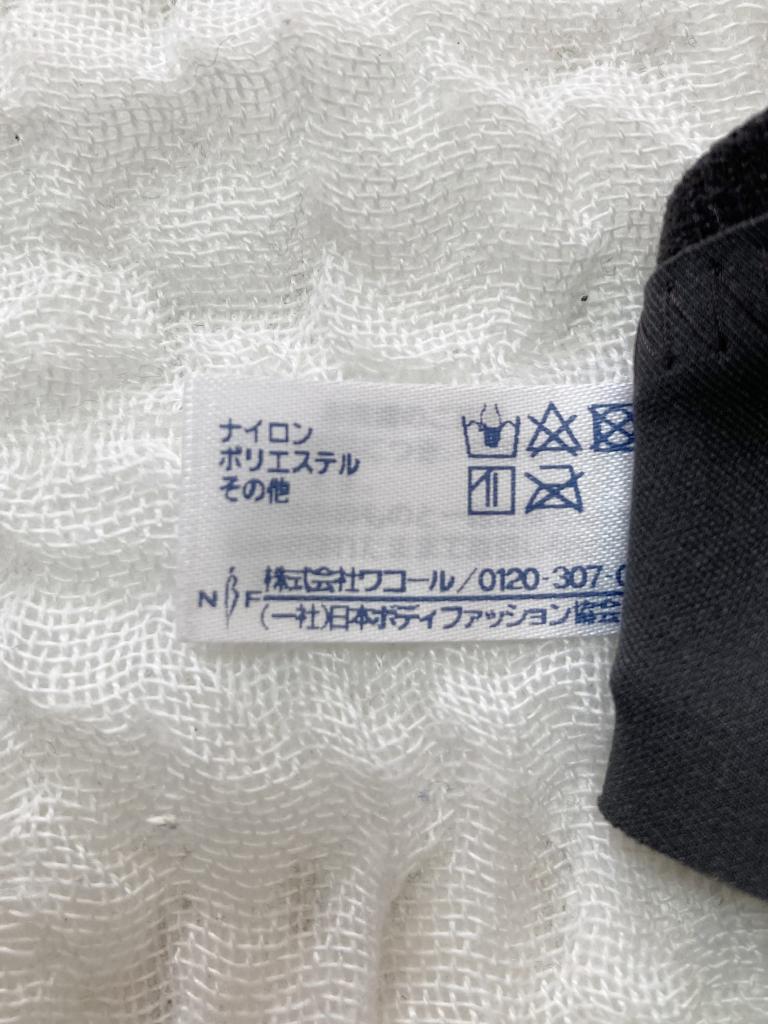 ナイロン
ポリエステル
その他
株式会社ワコール/0120-307-0
NBF
(一社)日本ボディファッション協会